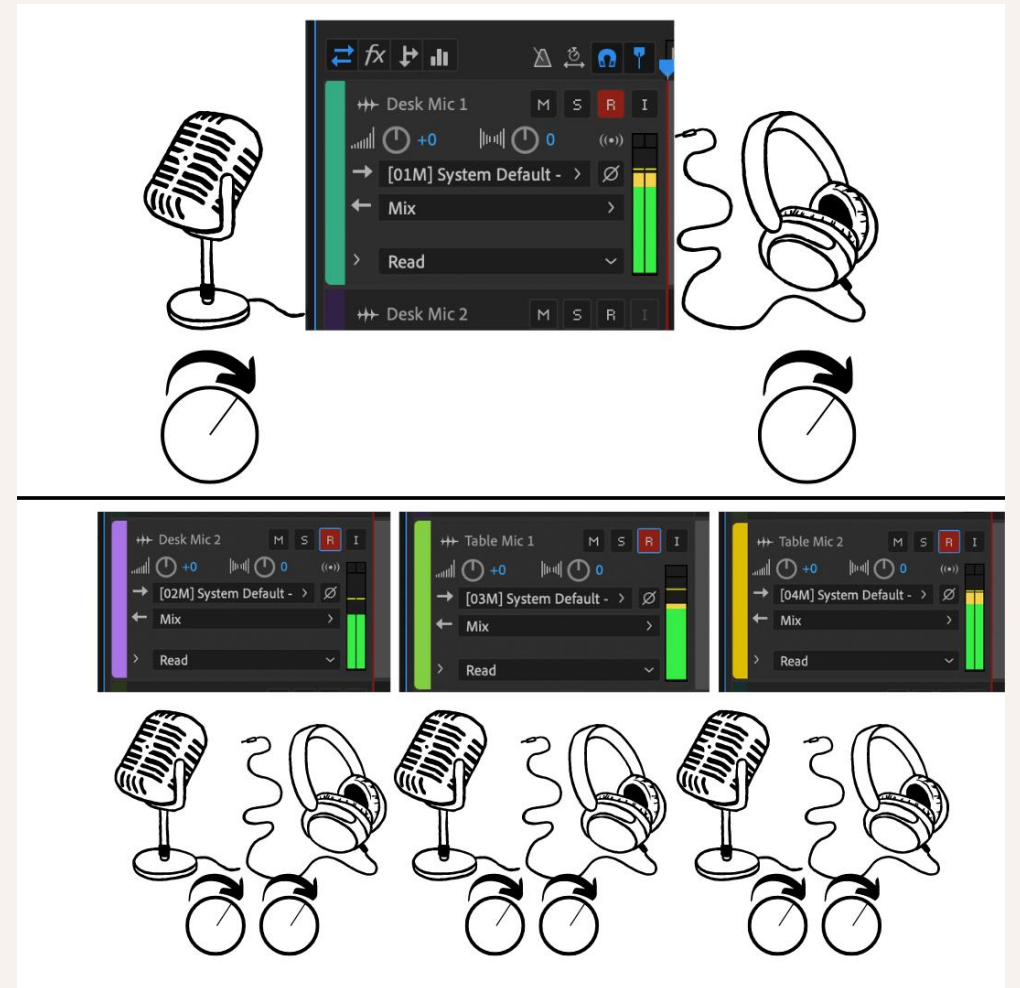 fx
Desk Mic 1 M S R I
+0 0
[01M] System Default -
Mix
Read
Desk Mic 2 M S R I
Desk Mic 2 M S R I
+0 0
[02M] System Default -
Mix
Read
Table Mic 1 M S R I
+0 0
[03M] System Default -
Mix
Read
Table Mic 2 M S R I
+0 0
[04M] System Default -
Mix
Read